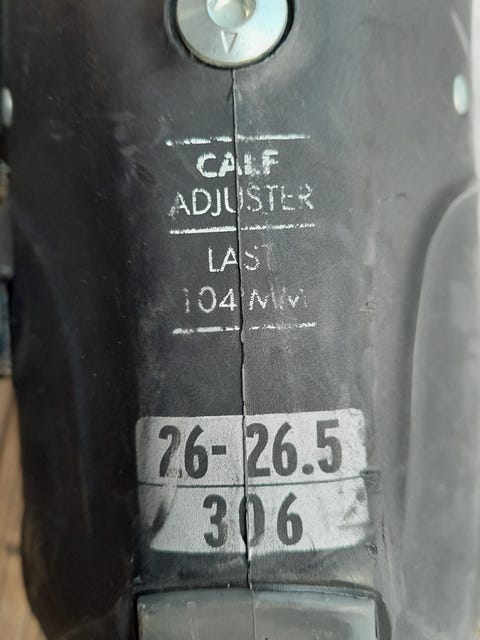 CALF
ADJUSTER
LAST
104 MM
26-26.5
306